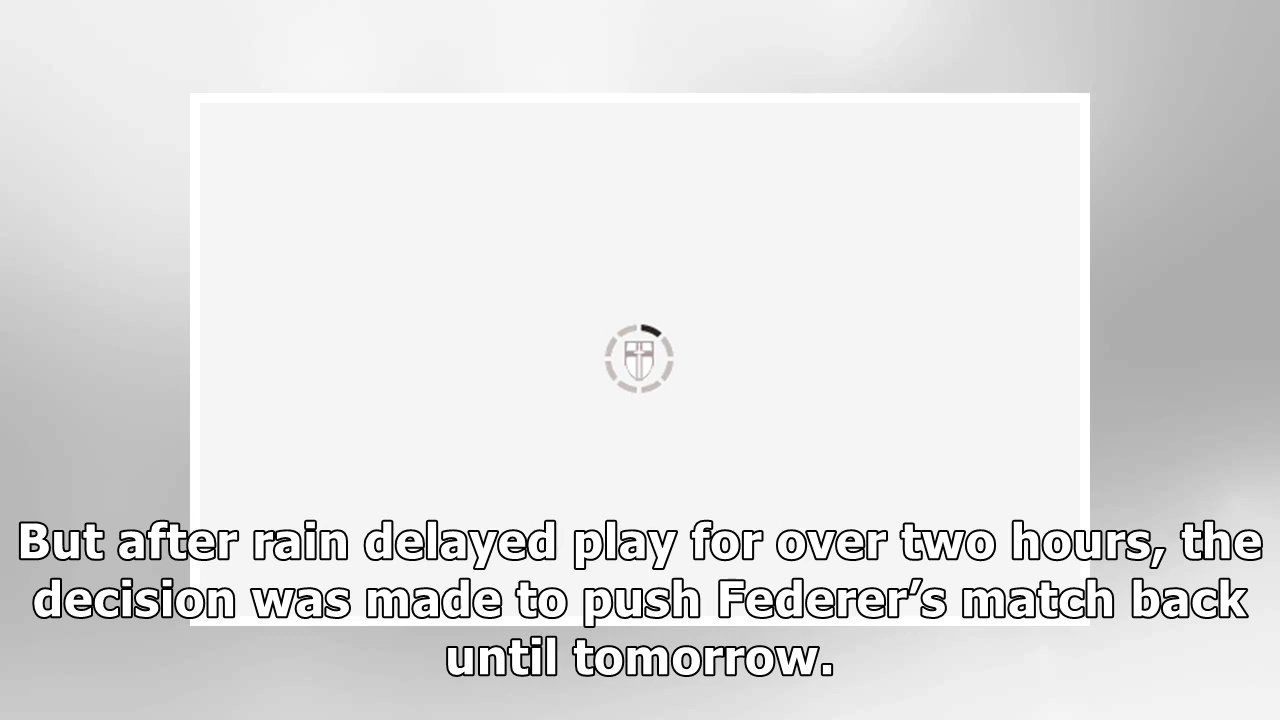 But after rain delayed play for over two hours, the
decision was made to push Federer’s match back
until tomorrow.